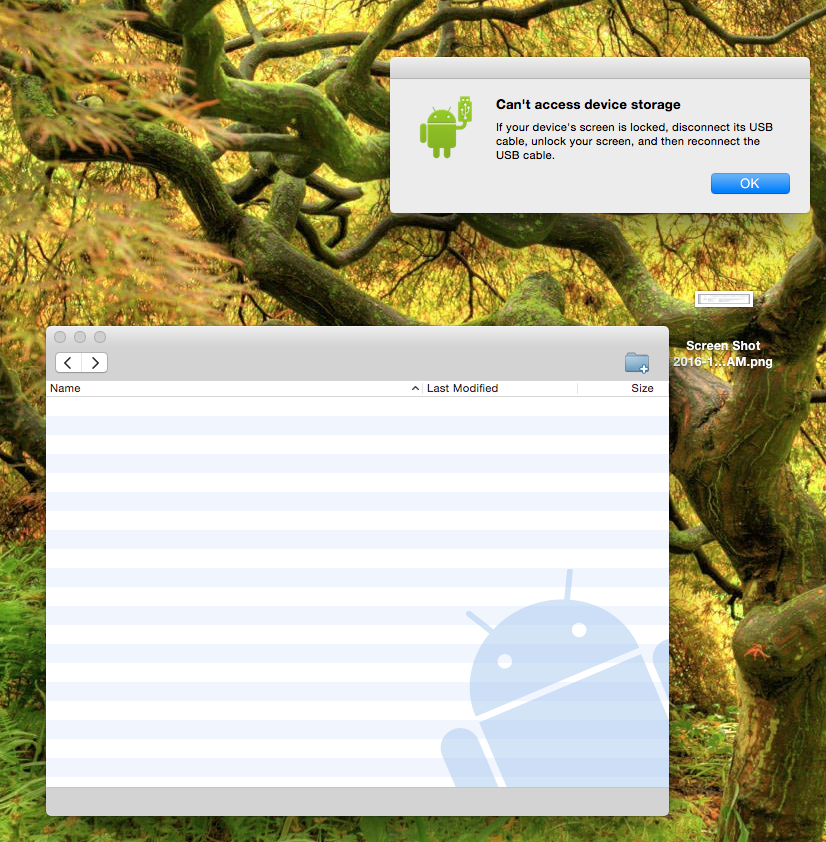 Can't access device storage
If your device's screen is locked, disconnect its USB
cable, unlock your screen, and then reconnect the
USB cable.
OK
Screen Shot
2016-1...AM.png
Name
Last Modified
Size